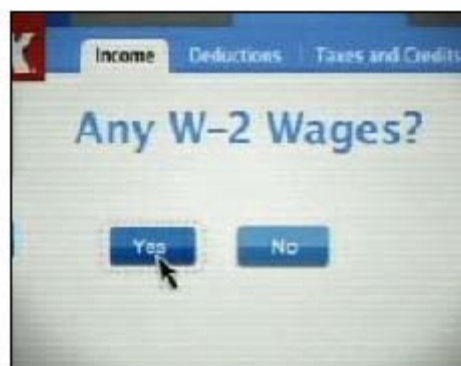 Income Deductions Taxes and Credits
Any W-2 Wages?
Yes No